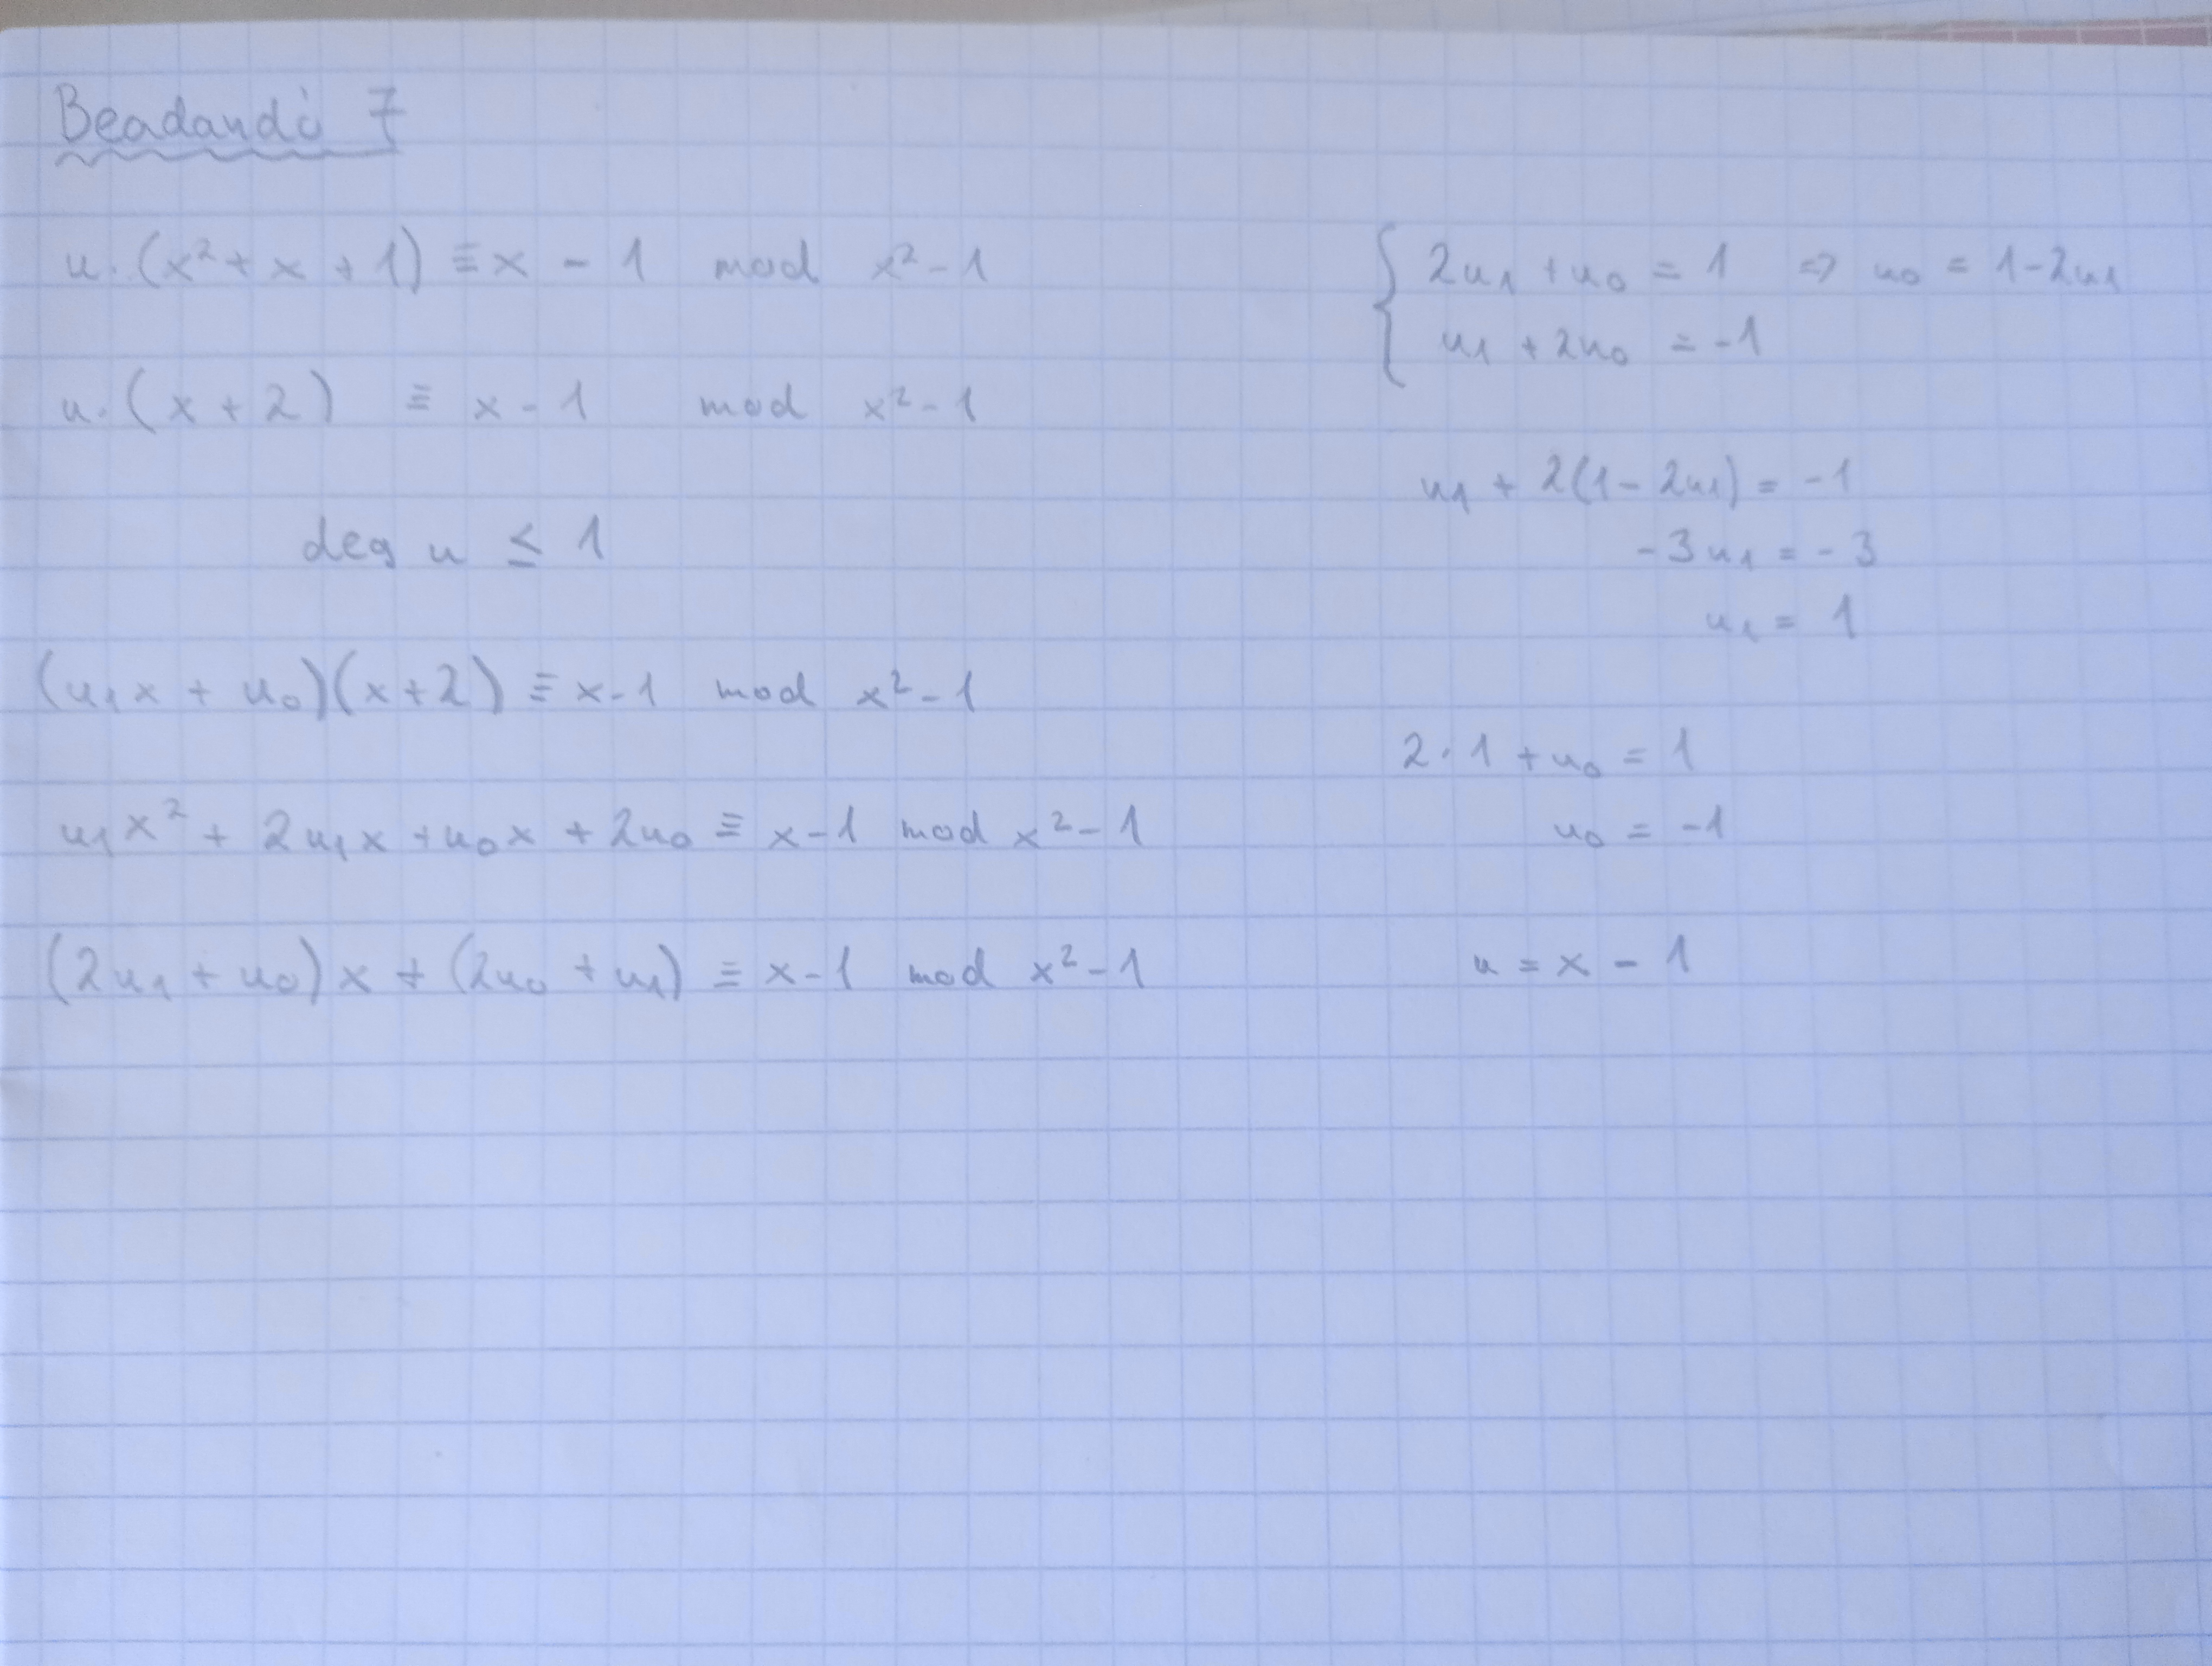 Beadandó 7
u·(x²+x+1) ≡ x - 1 mod x²-1
u·(x+2) ≡ x-1 mod x²-1
deg u ≤ 1
(u₁x + u₀)(x+2) ≡ x-1 mod x²-1
u₁x² + 2u₁x + u₀x + 2u₀ ≡ x-1 mod x²-1
(2u₁ + u₀)x + (2u₀ + u₁) ≡ x-1 mod x²-1
{ 2u₁ + u₀ = 1 ⇒ u₀ = 1-2u₁
u₁ + 2u₀ = -1
u₁ + 2(1-2u₁) = -1
-3u₁ = -3
u₁ = 1
2·1 + u₀ = 1
u₀ = -1
u = x - 1